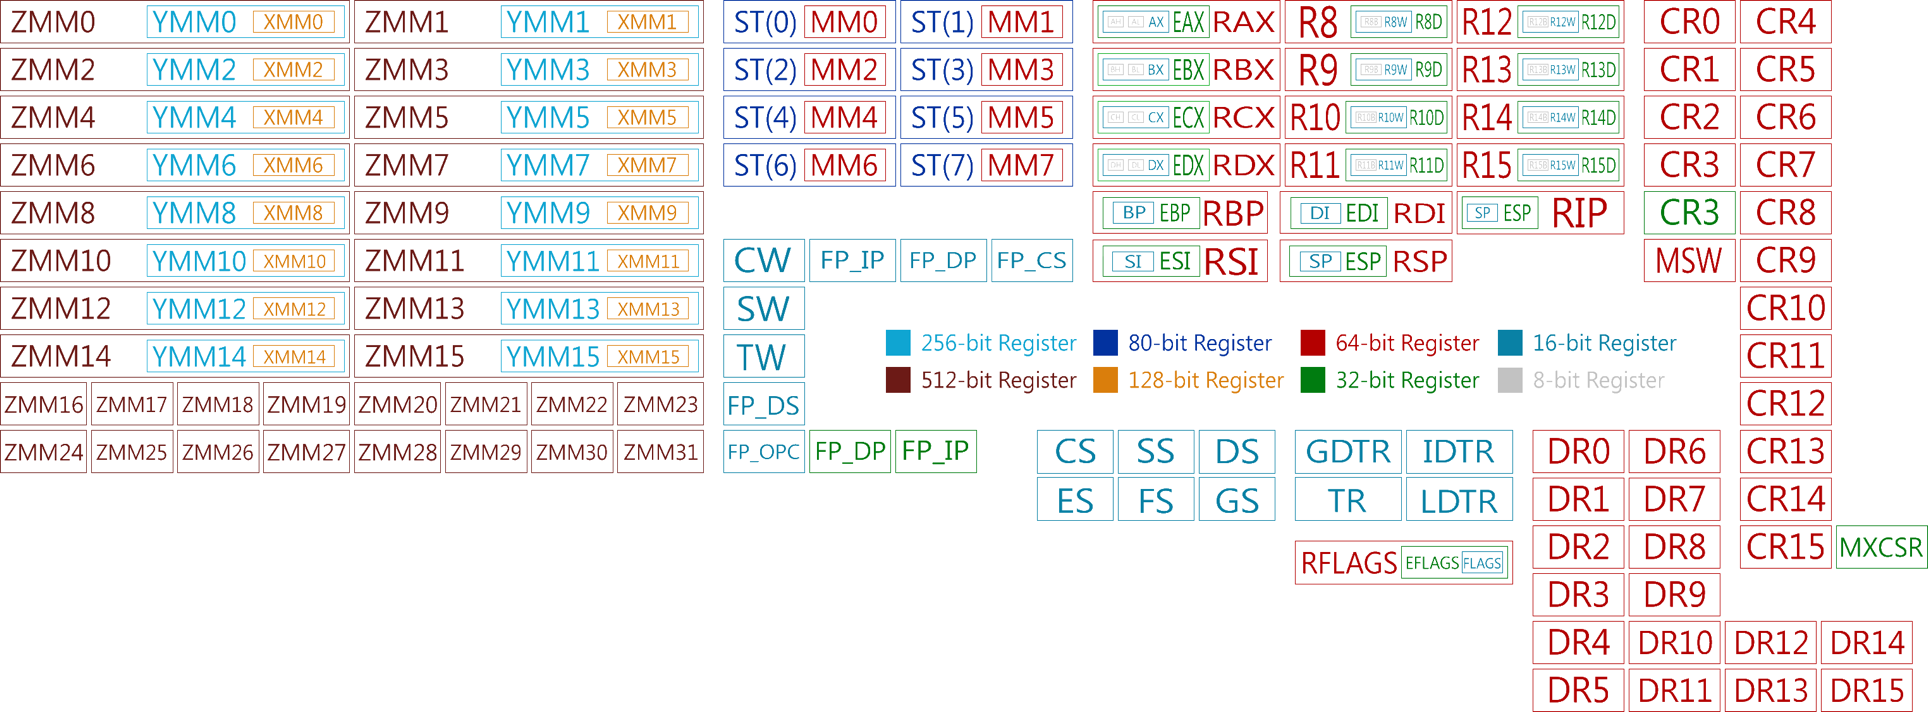 ZMM0 YMM0 XMM0 ZMM1 YMM1 XMM1 ST(0) MM0 ST(1) MM1 AH AL AX EAX RAX R8 R8B R8W R8D R12 R12B R12W R12D CR0 CR4
ZMM2 YMM2 XMM2 ZMM3 YMM3 XMM3 ST(2) MM2 ST(3) MM3 BH BL BX EBX RBX R9 R9B R9W R9D R13 R13B R13W R13D CR1 CR5
ZMM4 YMM4 XMM4 ZMM5 YMM5 XMM5 ST(4) MM4 ST(5) MM5 CH CL CX ECX RCX R10 R10B R10W R10D R14 R14B R14W R14D CR2 CR6
ZMM6 YMM6 XMM6 ZMM7 YMM7 XMM7 ST(6) MM6 ST(7) MM7 DH DL DX EDX RDX R11 R11B R11W R11D R15 R15B R15W R15D CR3 CR7
ZMM8 YMM8 XMM8 ZMM9 YMM9 XMM9 BP EBP RBP DI EDI RDI SP ESP RIP CR3 CR8
ZMM10 YMM10 XMM10 ZMM11 YMM11 XMM11 CW FP_IP FP_DP FP_CS SI ESI RSI SP ESP RSP MSW CR9
ZMM12 YMM12 XMM12 ZMM13 YMM13 XMM13 SW CR10
ZMM14 YMM14 XMM14 ZMM15 YMM15 XMM15 TW 256-bit Register 80-bit Register 64-bit Register 16-bit Register CR11
512-bit Register 128-bit Register 32-bit Register 8-bit Register
ZMM16 ZMM17 ZMM18 ZMM19 ZMM20 ZMM21 ZMM22 ZMM23 FP_DS CR12
ZMM24 ZMM25 ZMM26 ZMM27 ZMM28 ZMM29 ZMM30 ZMM31 FP_OPC FP_DP FP_IP CS SS DS GDTR IDTR DR0 DR6 CR13
ES FS GS TR LDTR DR1 DR7 CR14
DR2 DR8 CR15 MXCSR
RFLAGS EFLAGS FLAGS
DR3 DR9
DR4 DR10 DR12 DR14
DR5 DR11 DR13 DR15